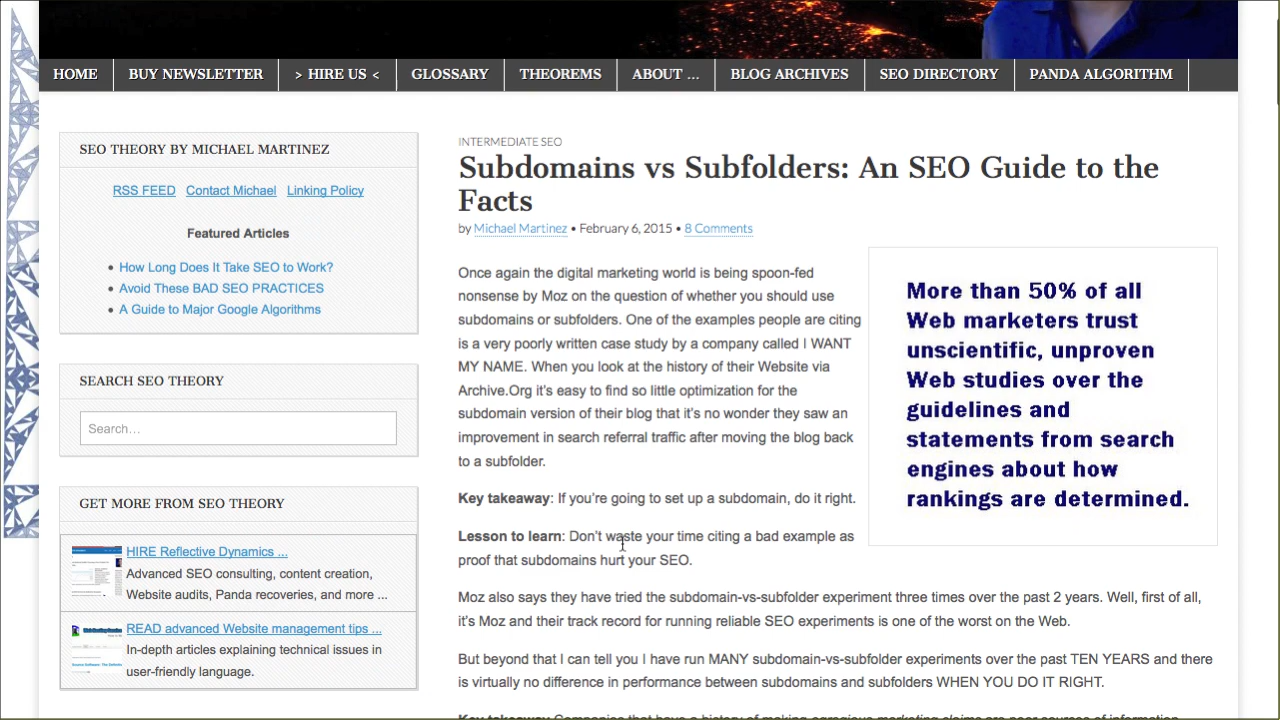 HOME
BUY NEWSLETTER
> HIRE US <
GLOSSARY
THEOREMS
ABOUT ...
BLOG ARCHIVES
SEO DIRECTORY
PANDA ALGORITHM
SEO THEORY BY MICHAEL MARTINEZ
RSS FEED Contact Michael Linking Policy
Featured Articles
• How Long Does It Take SEO to Work?
• Avoid These BAD SEO PRACTICES
• A Guide to Major Google Algorithms
SEARCH SEO THEORY
Search...
GET MORE FROM SEO THEORY
HIRE Reflective Dynamics ...
Advanced SEO consulting, content creation,
Website audits, Panda recoveries, and more ...
READ advanced Website management tips ...
In-depth articles explaining technical issues in
user-friendly language.
INTERMEDIATE SEO
Subdomains vs Subfolders: An SEO Guide to the
Facts
by Michael Martinez • February 6, 2015 • 8 Comments
Once again the digital marketing world is being spoon-fed
nonsense by Moz on the question of whether you should use
subdomains or subfolders. One of the examples people are citing
is a very poorly written case study by a company called I WANT
MY NAME. When you look at the history of their Website via
Archive.Org it’s easy to find so little optimization for the
subdomain version of their blog that it’s no wonder they saw an
improvement in search referral traffic after moving the blog back
to a subfolder.
More than 50% of all
Web marketers trust
unscientific, unproven
Web studies over the
guidelines and
statements from search
engines about how
rankings are determined.
Key takeaway: If you’re going to set up a subdomain, do it right.
Lesson to learn: Don’t waste your time citing a bad example as
proof that subdomains hurt your SEO.
Moz also says they have tried the subdomain-vs-subfolder experiment three times over the past 2 years. Well, first of all,
it’s Moz and their track record for running reliable SEO experiments is one of the worst on the Web.
But beyond that I can tell you I have run MANY subdomain-vs-subfolder experiments over the past TEN YEARS and there
is virtually no difference in performance between subdomains and subfolders WHEN YOU DO IT RIGHT.
Key takeaway Companies that have a history of making egregious marketing claims are poor sources of information